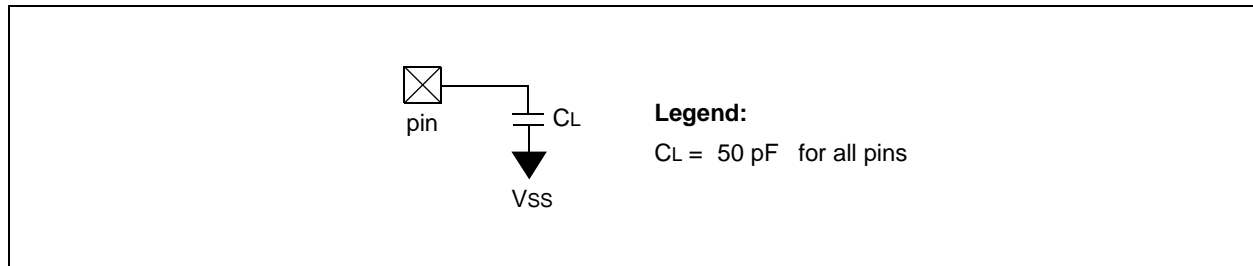 pin
CL
VSS
Legend:
CL = 50 pF for all pins